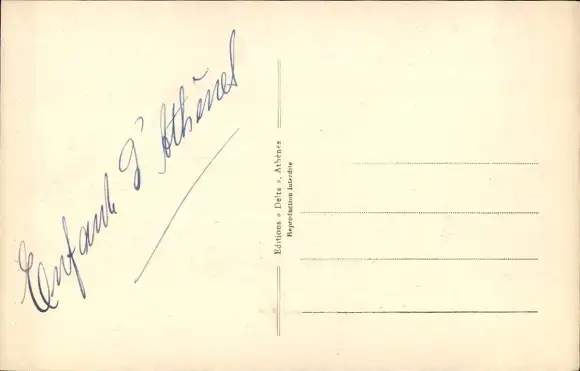 Enfants d'Athènes
Editions « Delta », Athènes
Reproduction interdite